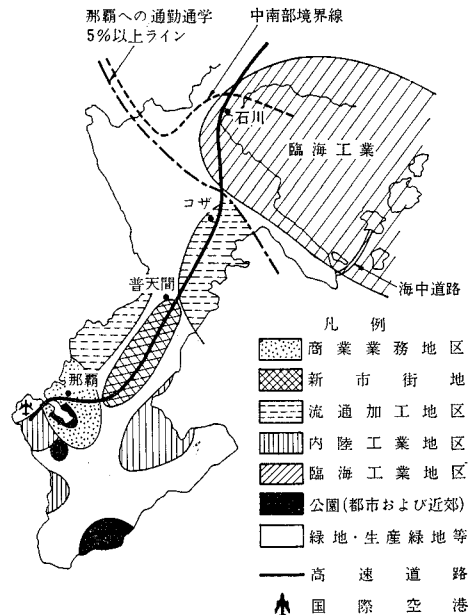 那覇への通勤通学
5%以上ライン
中南部境界線
石川
臨海工業
コザ
海中道路
普天間
那覇
凡例
商業業務地区
新市街地
流通加工地区
内陸工業地区
臨海工業地区
公園(都市および近郊)
緑地・生産緑地等
高速道路
国際空港